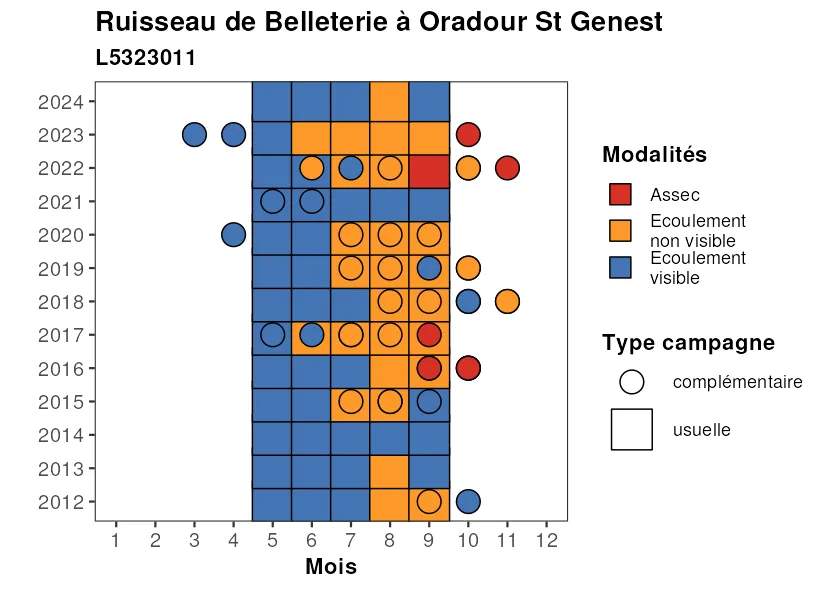 Ruisseau de Belleterie à Oradour St Genest
L5323011
2024
2023
2022
2021
2020
2019
2018
2017
2016
2015
2014
2013
2012
1 2 3 4 5 6 7 8 9 10 11 12
Mois
Modalités
Assec
Ecoulement
non visible
Ecoulement
visible
Type campagne
complémentaire
usuelle